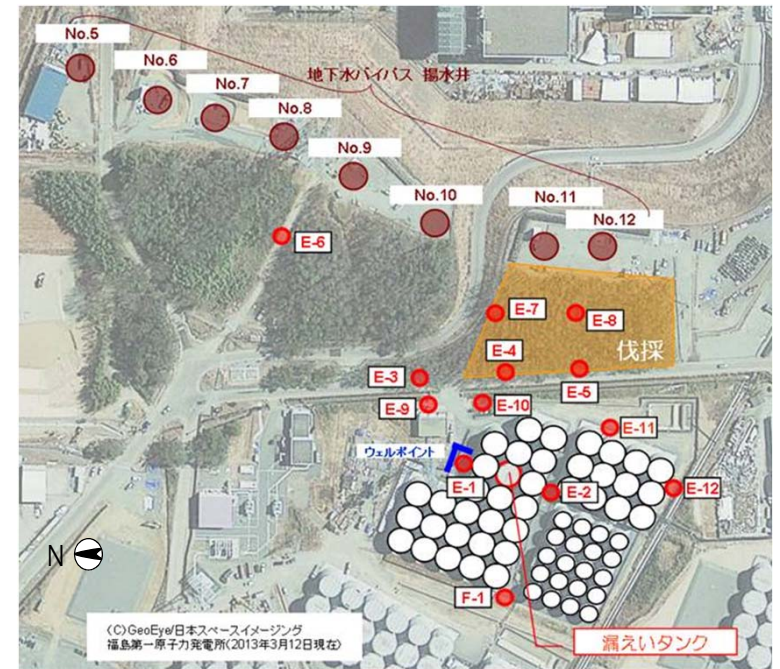 No.5
No.6
No.7
地下水バイパス 揚水井
No.8
No.9
No.10
No.11
No.12
E-6
E-7
E-8
伐採
E-4
E-3
E-5
E-9
E-10
E-11
ウェルポイント
E-1
E-2
E-12
N
F-1
(C)GeoEye/日本スペースイメージング
福島第一原子力発電所(2013年3月12日現在)
漏えいタンク